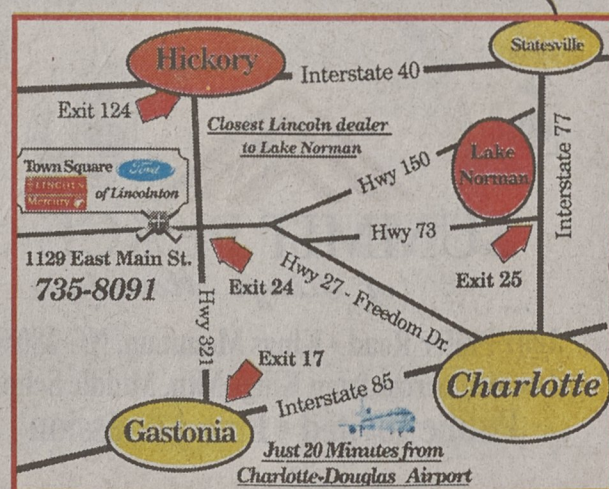 Statesville
Hickory
Interstate 40
Exit 124
Closest Lincoln dealer
to Lake Norman
Interstate 77
Lake
Norman
Hwy 150
Town Square Ford
LINCOLN
Mercury
of Lincolnton
Hwy 73
1129 East Main St.
735-8091
Exit 24
Exit 25
Hwy 27 - Freedom Dr.
Hwy 321
Exit 17
Interstate 85
Charlotte
Gastonia
Just 20 Minutes from
Charlotte-Douglas Airport